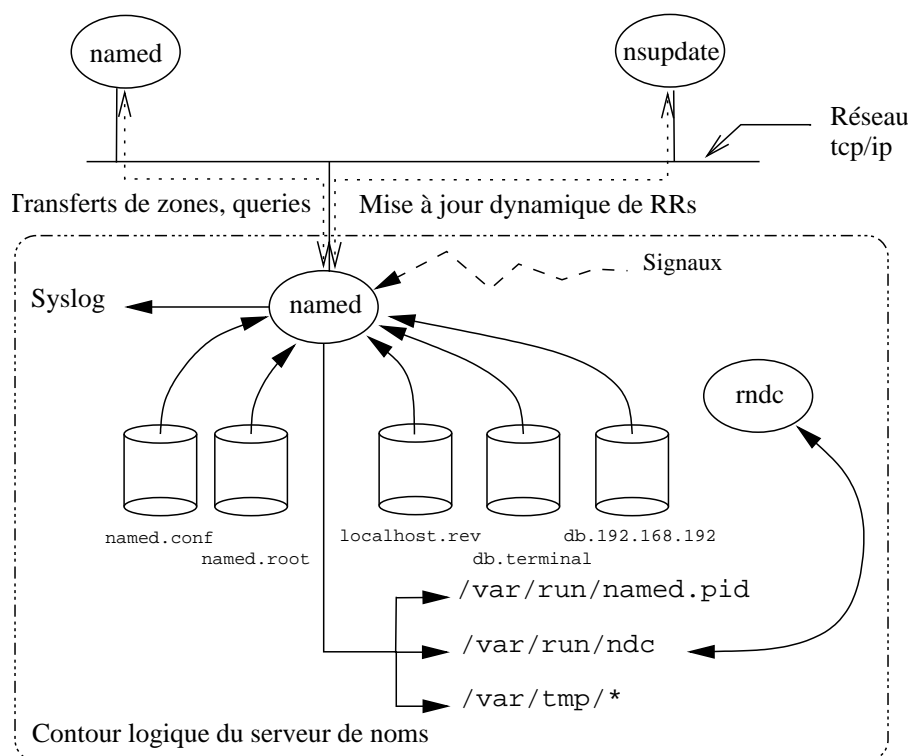 named
nsupdate
Réseau
tcp/ip
Transferts de zones, queries
Mise à jour dynamique de RRs
Signaux
Syslog
named
rndc
named.conf
named.root
localhost.rev
db.terminal
db.192.168.192
/var/run/named.pid
/var/run/ndc
/var/tmp/*
Contour logique du serveur de noms